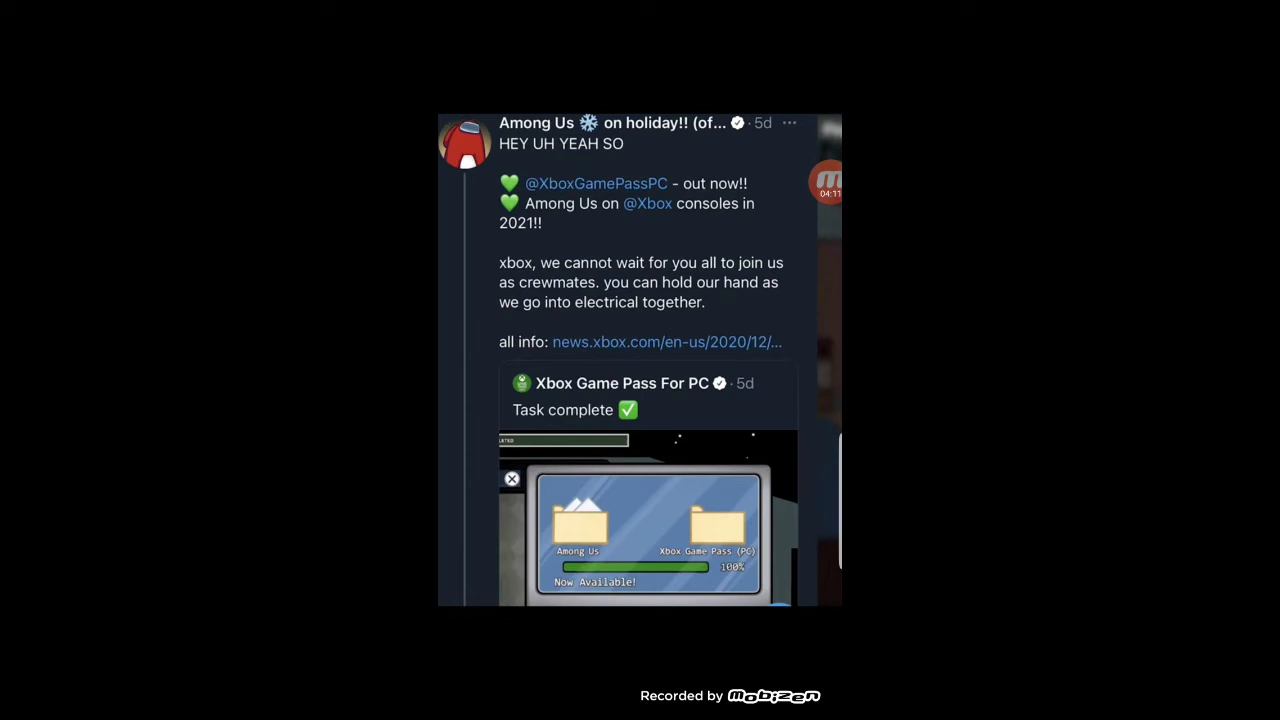 Among Us ❄ on holiday!! (of... · 5d ···
HEY UH YEAH SO
💚 @XboxGamePassPC - out now!!
💚 Among Us on @Xbox consoles in
2021!!
xbox, we cannot wait for you all to join us
as crewmates. you can hold our hand as
we go into electrical together.
all info: news.xbox.com/en-us/2020/12/...
Xbox Game Pass For PC · 5d
Task complete ✅
Among Us
Xbox Game Pass (PC)
100%
Now Available!
04:11
Recorded by mobizen